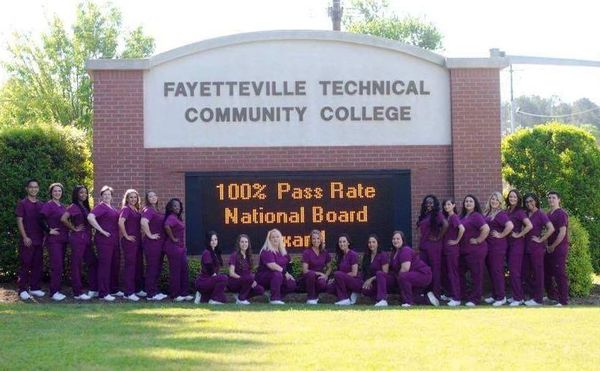 FAYETTEVILLE TECHNICAL
COMMUNITY COLLEGE
100% Pass Rate
National Board